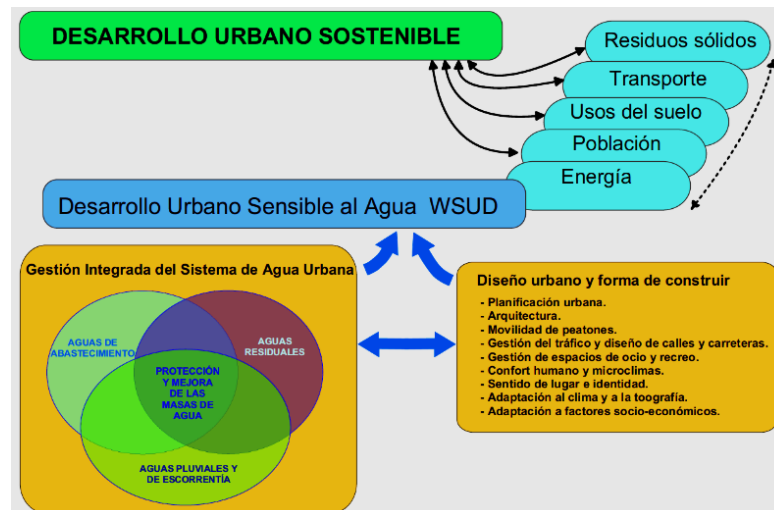 DESARROLLO URBANO SOSTENIBLE
Residuos sólidos
Transporte
Usos del suelo
Población
Energía
Desarrollo Urbano Sensible al Agua WSUD
Gestión Integrada del Sistema de Agua Urbana
AGUAS DE
ABASTECIMIENTO
AGUAS
RESIDUALES
PROTECCIÓN
Y MEJORA
DE LAS
MASAS DE
AGUA
AGUAS PLUVIALES Y
DE ESCORRENTÍA
Diseño urbano y forma de construir
- Planificación urbana.
- Arquitectura.
- Movilidad de peatones.
- Gestión del tráfico y diseño de calles y carreteras.
- Gestión de espacios de ocio y recreo.
- Confort humano y microclimas.
- Sentido de lugar e identidad.
- Adaptación al clima y a la toografía.
- Adaptación a factores socio-económicos.